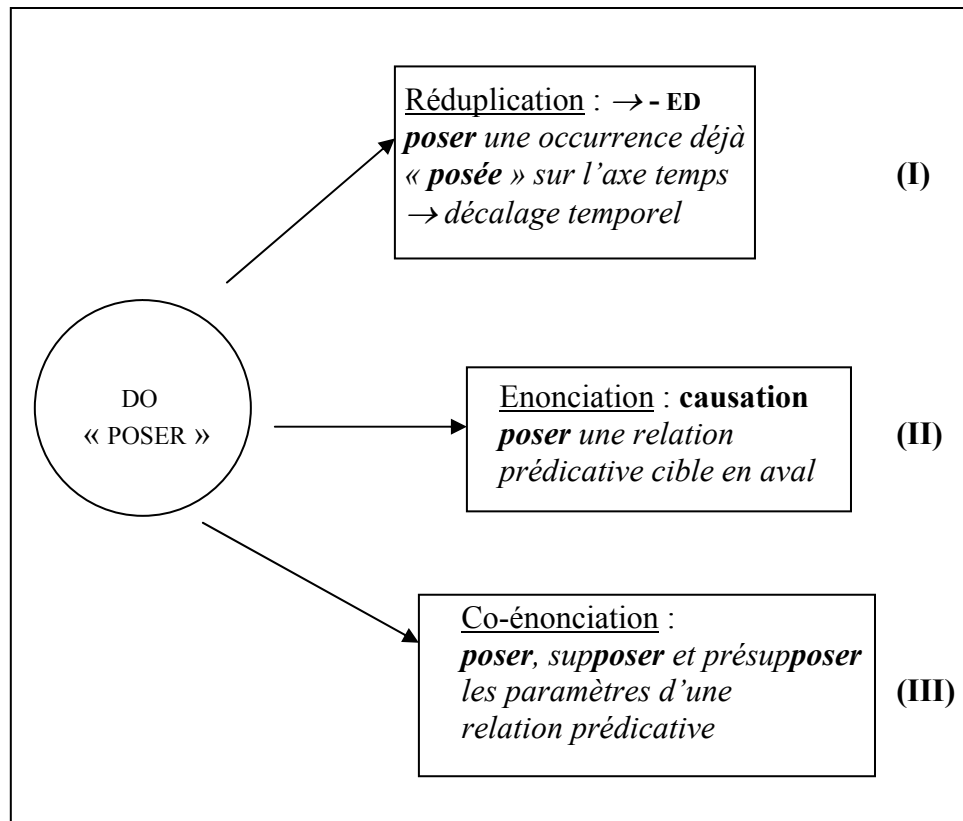 Réduplication : → - ED
poser une occurrence déjà
« posée » sur l’axe temps
→ décalage temporel
(I)
DO
« POSER »
Enonciation : causation
poser une relation
prédicative cible en aval
(II)
Co-énonciation :
poser, supposer et présupposer
les paramètres d’une
relation prédicative
(III)